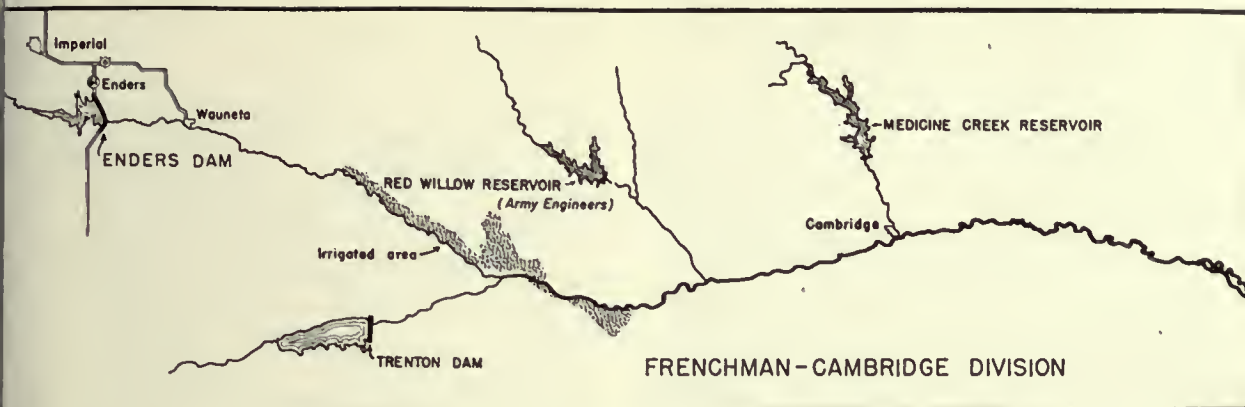 Imperial
Enders
Wauneta
ENDERS DAM
RED WILLOW RESERVOIR
(Army Engineers)
MEDICINE CREEK RESERVOIR
Cambridge
Irrigated area
TRENTON DAM
FRENCHMAN-CAMBRIDGE DIVISION